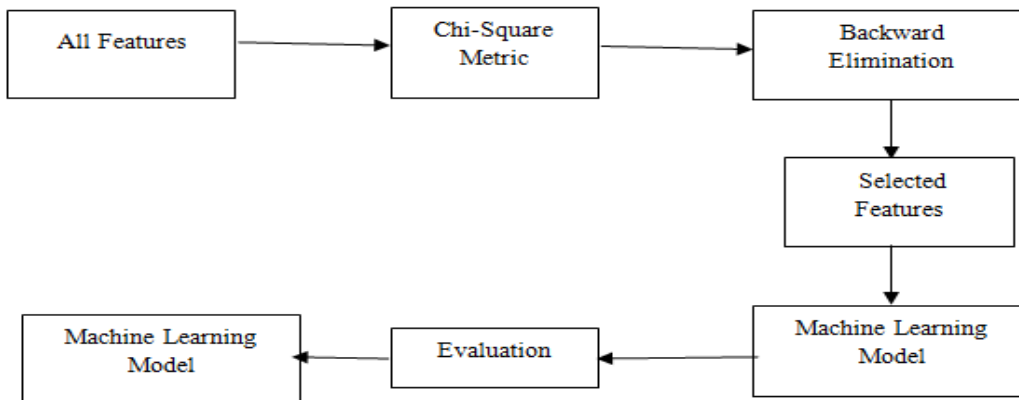 All Features
Chi-Square
Metric
Backward
Elimination
Selected
Features
Machine Learning
Model
Evaluation
Machine Learning
Model